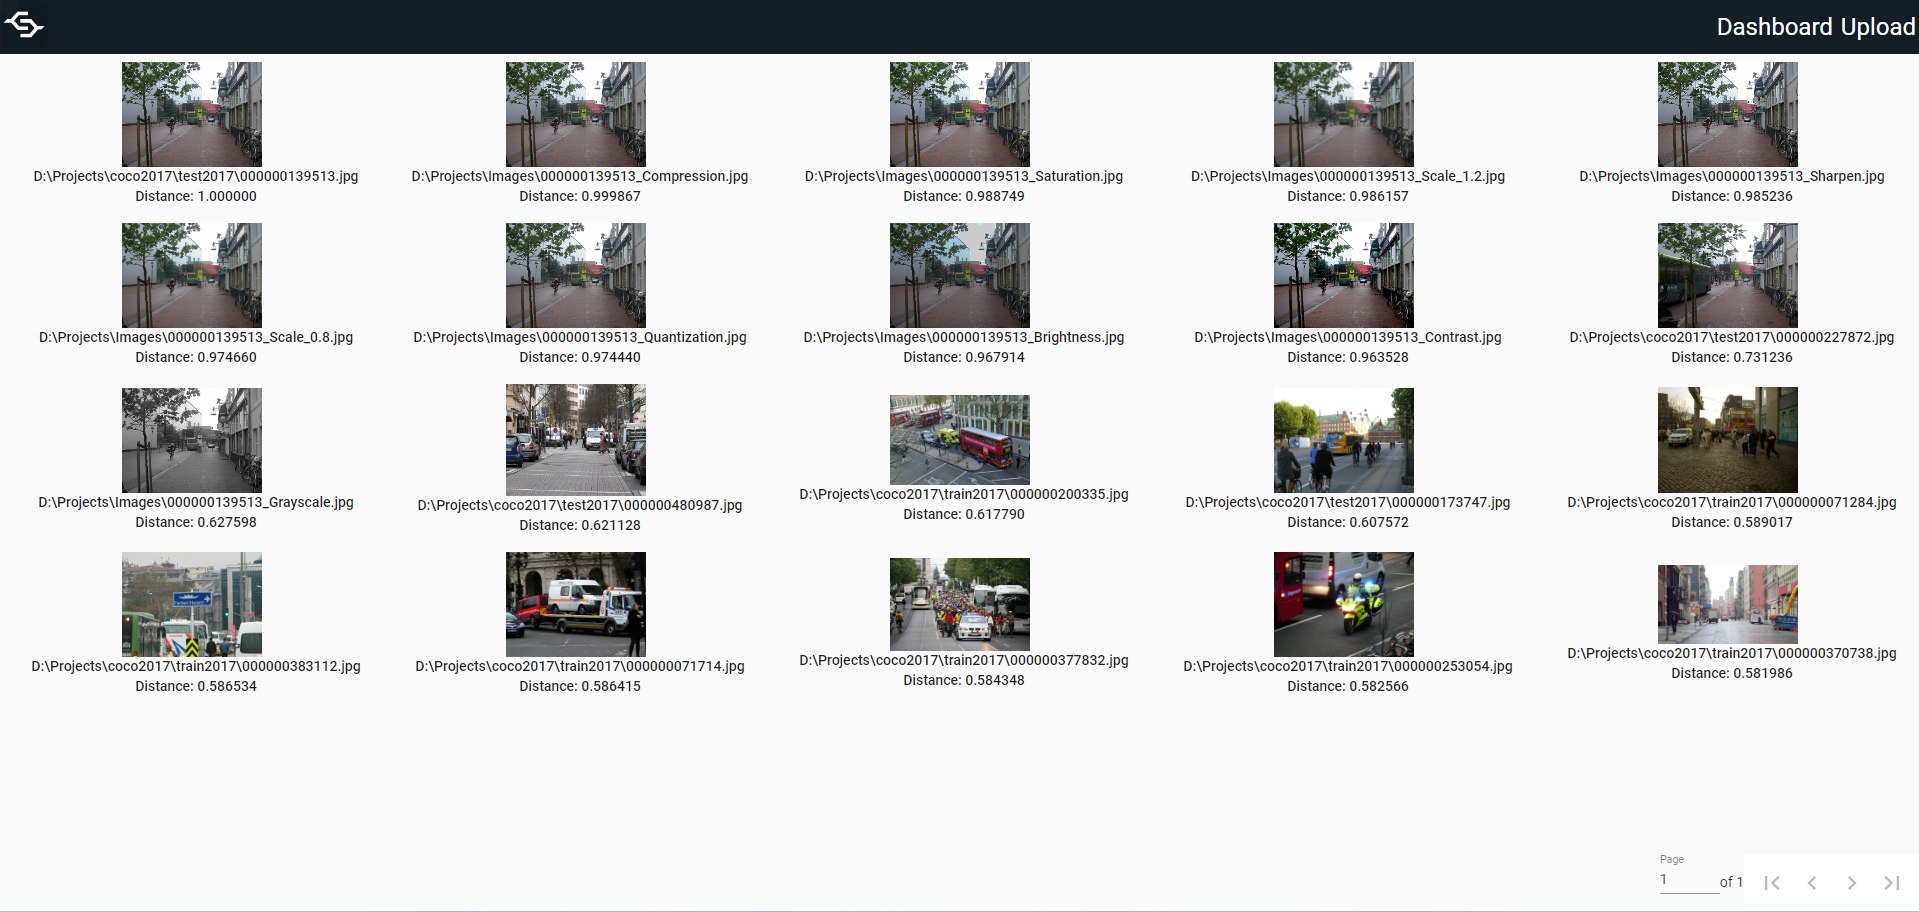 Dashboard Upload
D:\Projects\coco2017\test2017\000000139513.jpg
Distance: 1.000000
D:\Projects\Images\000000139513_Compression.jpg
Distance: 0.999867
D:\Projects\Images\000000139513_Saturation.jpg
Distance: 0.988749
D:\Projects\Images\000000139513_Scale_1.2.jpg
Distance: 0.986157
D:\Projects\Images\000000139513_Sharpen.jpg
Distance: 0.985236
D:\Projects\Images\000000139513_Scale_0.8.jpg
Distance: 0.974660
D:\Projects\Images\000000139513_Quantization.jpg
Distance: 0.974440
D:\Projects\Images\000000139513_Brightness.jpg
Distance: 0.967914
D:\Projects\Images\000000139513_Contrast.jpg
Distance: 0.963528
D:\Projects\coco2017\test2017\000000227872.jpg
Distance: 0.731236
D:\Projects\Images\000000139513_Grayscale.jpg
Distance: 0.627598
D:\Projects\coco2017\test2017\000000480987.jpg
Distance: 0.621128
D:\Projects\coco2017\train2017\000000200335.jpg
Distance: 0.617790
D:\Projects\coco2017\test2017\000000173747.jpg
Distance: 0.607572
D:\Projects\coco2017\train2017\000000071284.jpg
Distance: 0.589017
D:\Projects\coco2017\train2017\000000383112.jpg
Distance: 0.586534
D:\Projects\coco2017\train2017\000000071714.jpg
Distance: 0.586415
D:\Projects\coco2017\train2017\000000377832.jpg
Distance: 0.584348
D:\Projects\coco2017\train2017\000000253054.jpg
Distance: 0.582566
D:\Projects\coco2017\train2017\000000370738.jpg
Distance: 0.581986
Page
1 of 1